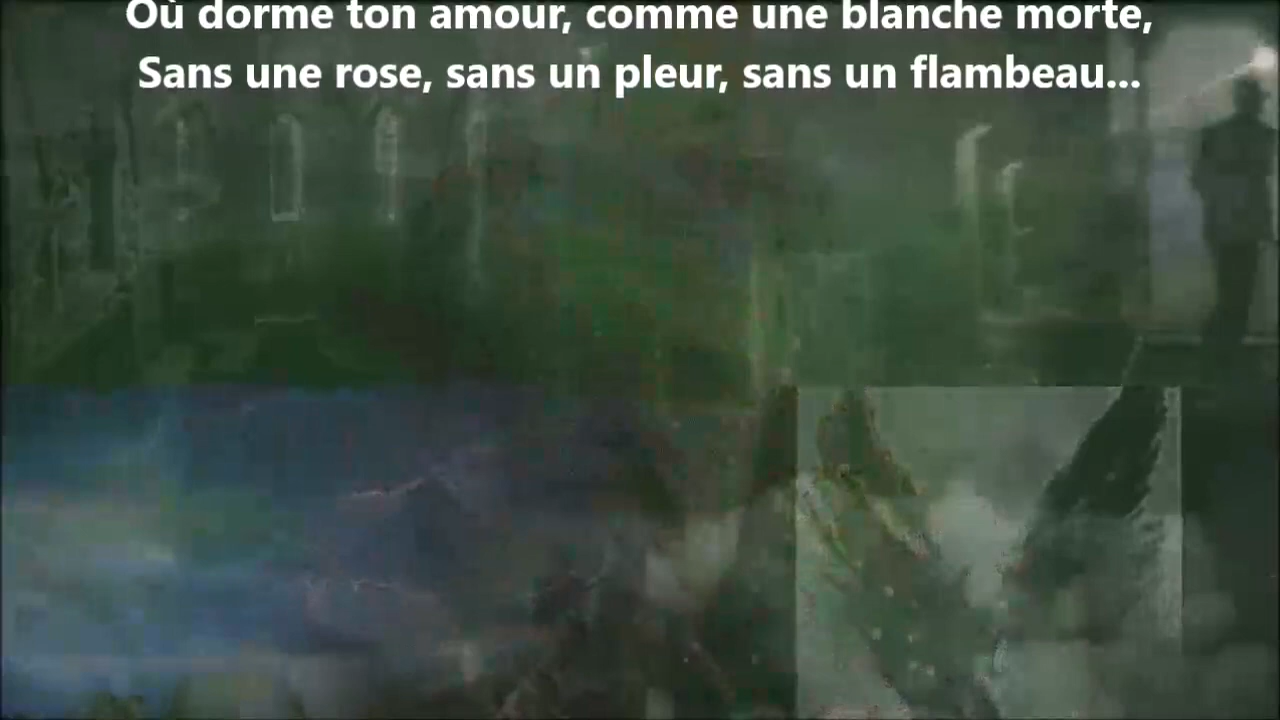 Où dorme ton amour, comme une blanche morte,
Sans une rose, sans un pleur, sans un flambeau...